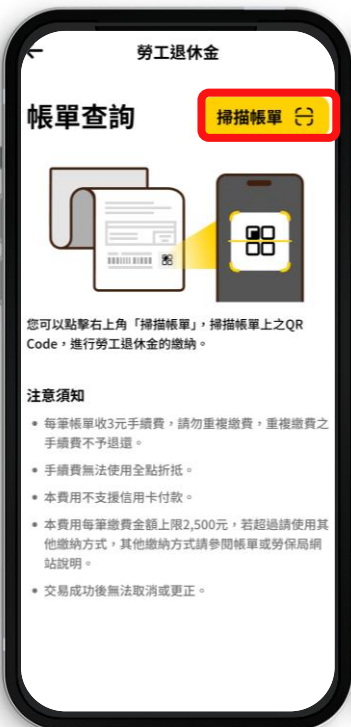 勞工退休金
帳單查詢
掃描帳單
您可以點擊右上角「掃描帳單」，掃描帳單上之QR
Code，進行勞工退休金的繳納。
注意須知
• 每筆帳單收3元手續費，請勿重複繳費，重複繳費之
手續費不予退還。
• 手續費無法使用全點折抵。
• 本費用不支援信用卡付款。
• 本費用每筆繳費金額上限2,500元，若超過請使用其
他繳納方式，其他繳納方式請參閱帳單或勞保局網
站說明。
• 交易成功後無法取消或更正。